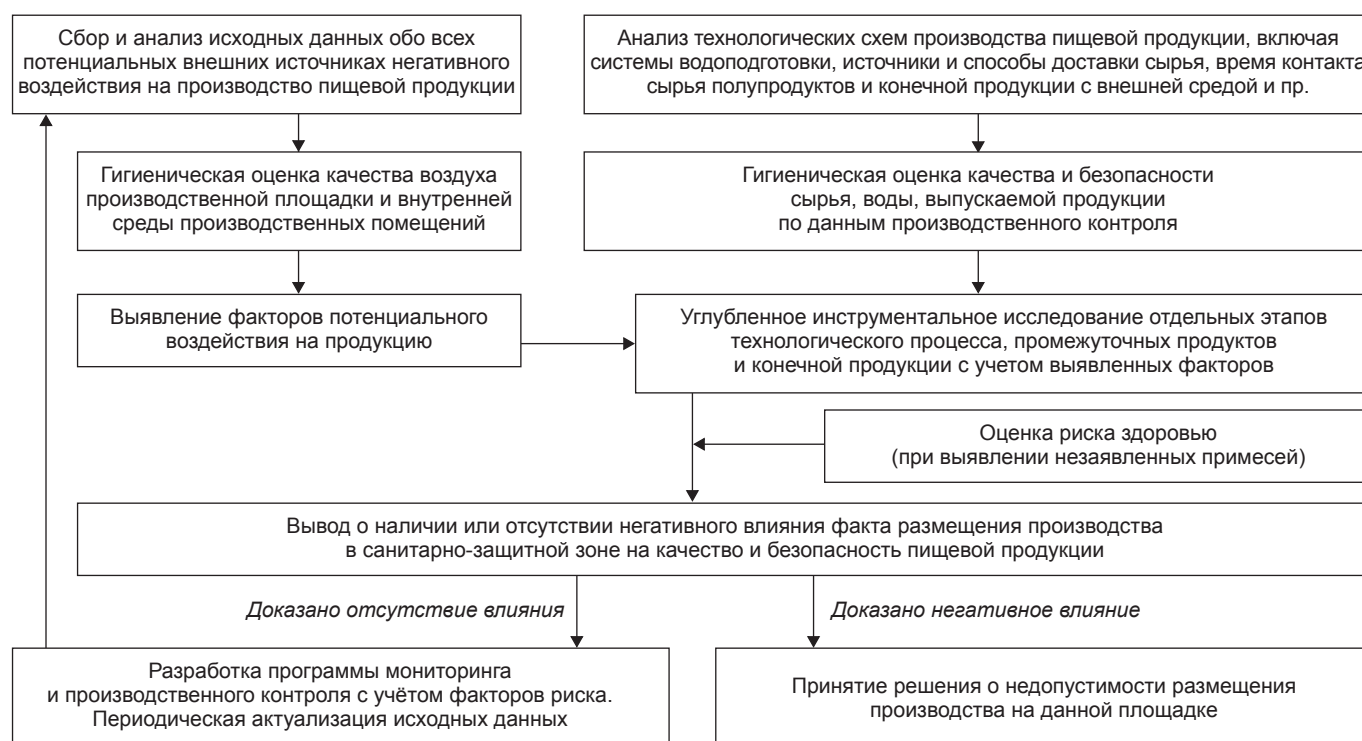 Сбор и анализ исходных данных обо всех
потенциальных внешних источниках негативного
воздействия на производство пищевой продукции
Анализ технологических схем производства пищевой продукции, включая
системы водоподготовки, источники и способы доставки сырья, время контакта
сырья полупродуктов и конечной продукции с внешней средой и пр.
Гигиеническая оценка качества воздуха
производственной площадки и внутренней
среды производственных помещений
Гигиеническая оценка качества и безопасности
сырья, воды, выпускаемой продукции
по данным производственного контроля
Выявление факторов потенциального
воздействия на продукцию
Углубленное инструментальное исследование отдельных этапов
технологического процесса, промежуточных продуктов
и конечной продукции с учетом выявленных факторов
Оценка риска здоровью
(при выявлении незаявленных примесей)
Вывод о наличии или отсутствии негативного влияния факта размещения производства
в санитарно-защитной зоне на качество и безопасность пищевой продукции
Доказано отсутствие влияния
Доказано негативное влияние
Разработка программы мониторинга
и производственного контроля с учётом факторов риска.
Периодическая актуализация исходных данных
Принятие решения о недопустимости размещения
производства на данной площадке